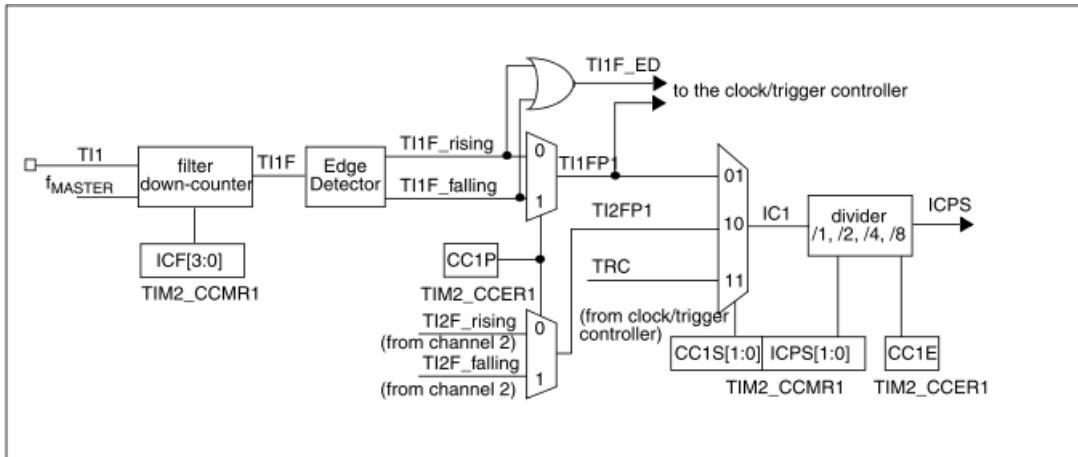 TI1F_ED
to the clock/trigger controller
TI1
fMASTER
filter
down-counter
TI1F
Edge
Detector
TI1F_rising
TI1F_falling
0
1
TI1FP1
TI2FP1
TRC
(from clock/trigger
controller)
01
10
11
IC1
divider
/1, /2, /4, /8
ICPS
ICF[3:0]
TIM2_CCMR1
CC1P
TIM2_CCER1
TI2F_rising
(from channel 2)
TI2F_falling
(from channel 2)
0
1
CC1S[1:0]
ICPS[1:0]
TIM2_CCMR1
CC1E
TIM2_CCER1